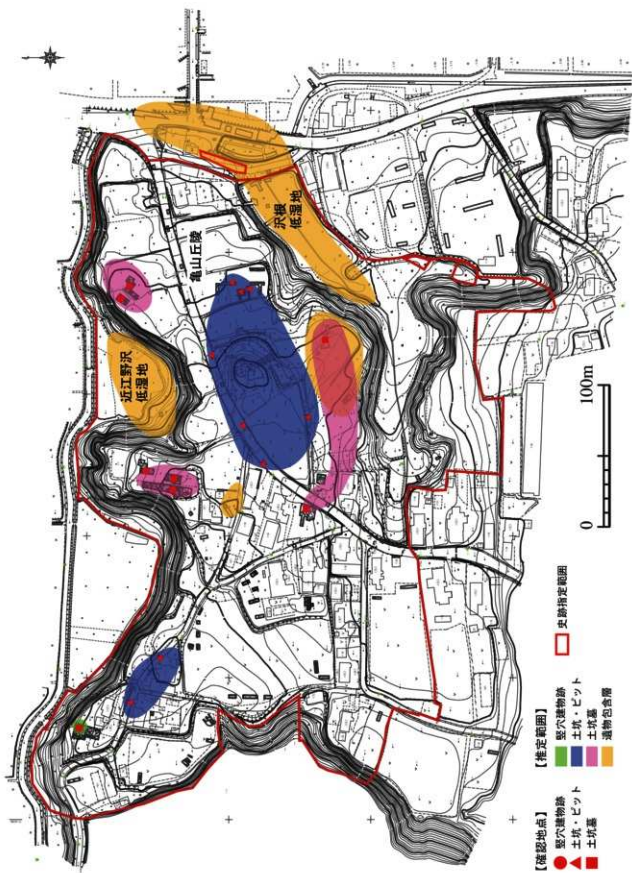 近江野沢
低湿地
亀山丘陵
沢根
低湿地
0
100m
【確認地点】
竪穴建物跡
土坑・ピット
土坑墓
【推定範囲】
竪穴建物跡
土坑・ピット
土坑墓
遺物包含層
史跡指定範囲